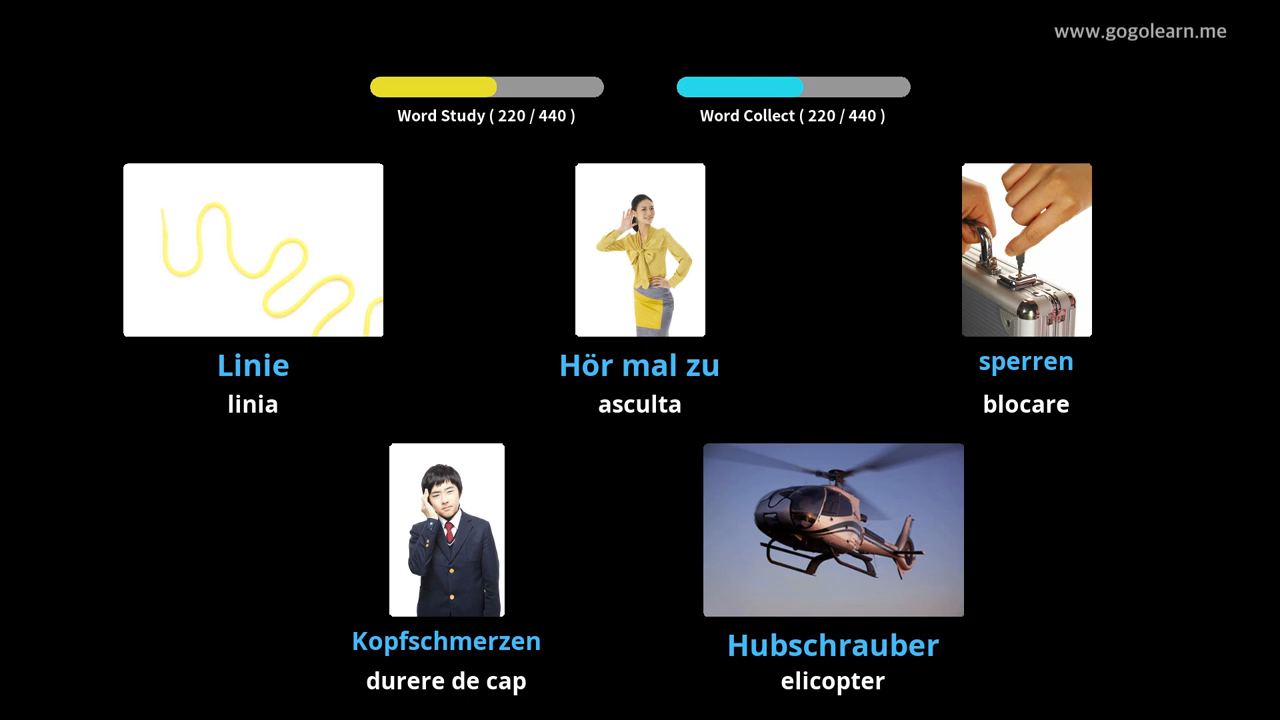 www.gogolearn.me
Word Study ( 220 / 440 )
Word Collect ( 220 / 440 )
Linie
linia
Hör mal zu
asculta
sperren
blocare
Kopfschmerzen
durere de cap
Hubschrauber
elicopter